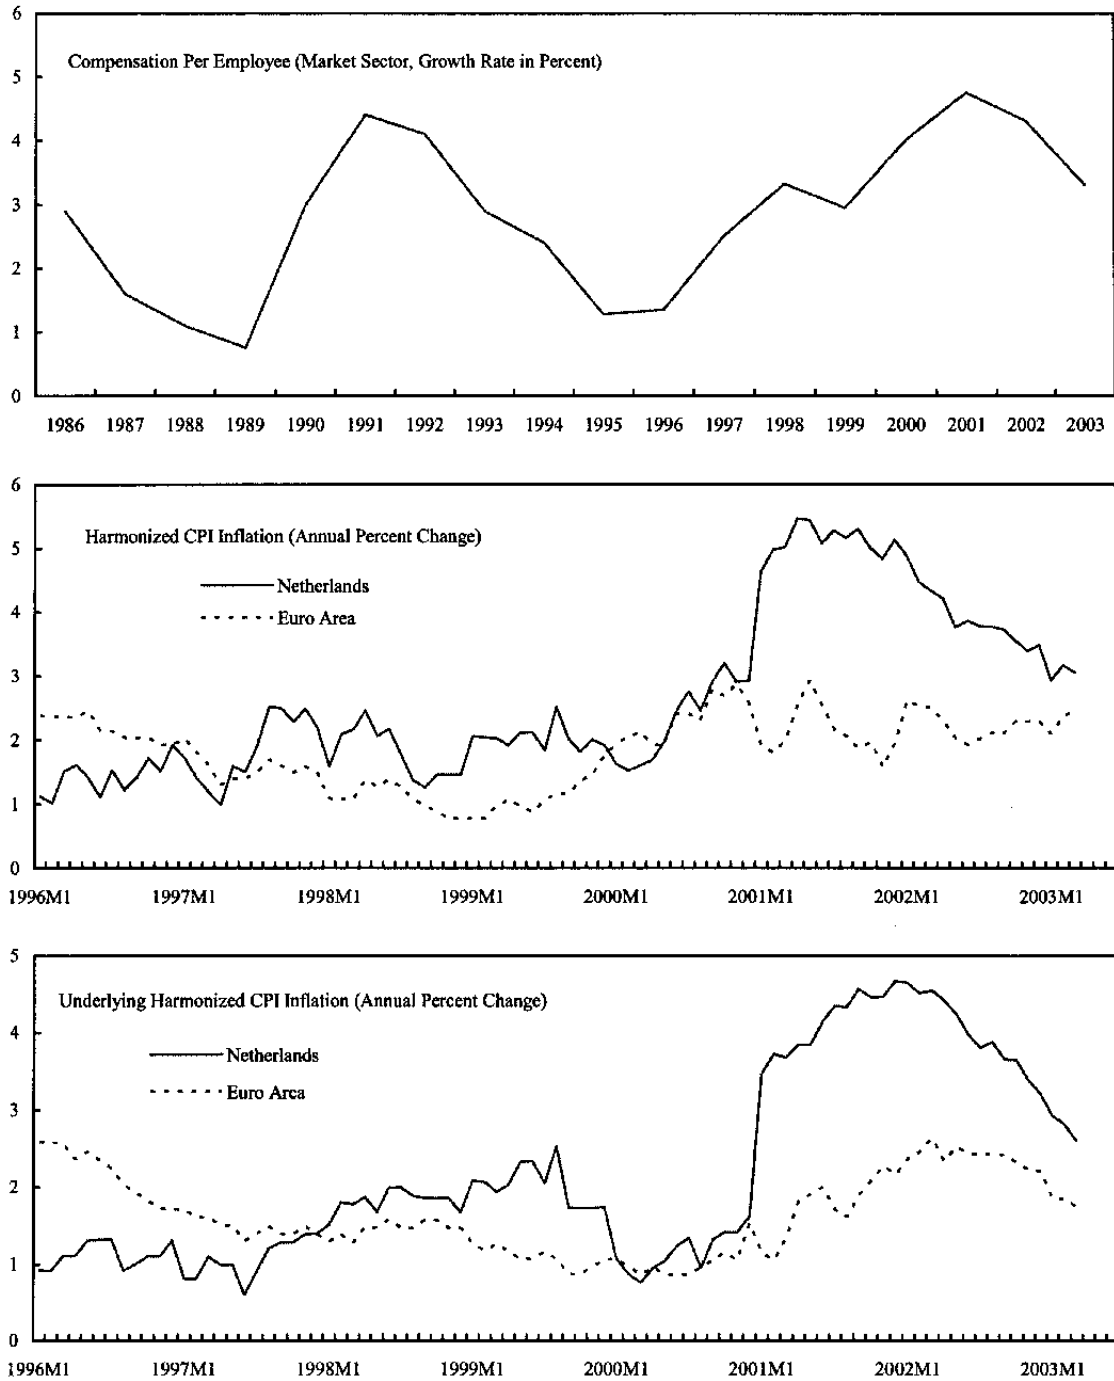 6
Compensation Per Employee (Market Sector, Growth Rate in Percent)
5
4
3
2
1
0
1986 1987 1988 1989 1990 1991 1992 1993 1994 1995 1996 1997 1998 1999 2000 2001 2002 2003
6
Harmonized CPI Inflation (Annual Percent Change)
5
Netherlands
Euro Area
4
3
2
1
0
1996M1 1997M1 1998M1 1999M1 2000M1 2001M1 2002M1 2003M1
5
Underlying Harmonized CPI Inflation (Annual Percent Change)
4
Netherlands
Euro Area
3
2
1
0
1996M1 1997M1 1998M1 1999M1 2000M1 2001M1 2002M1 2003M1